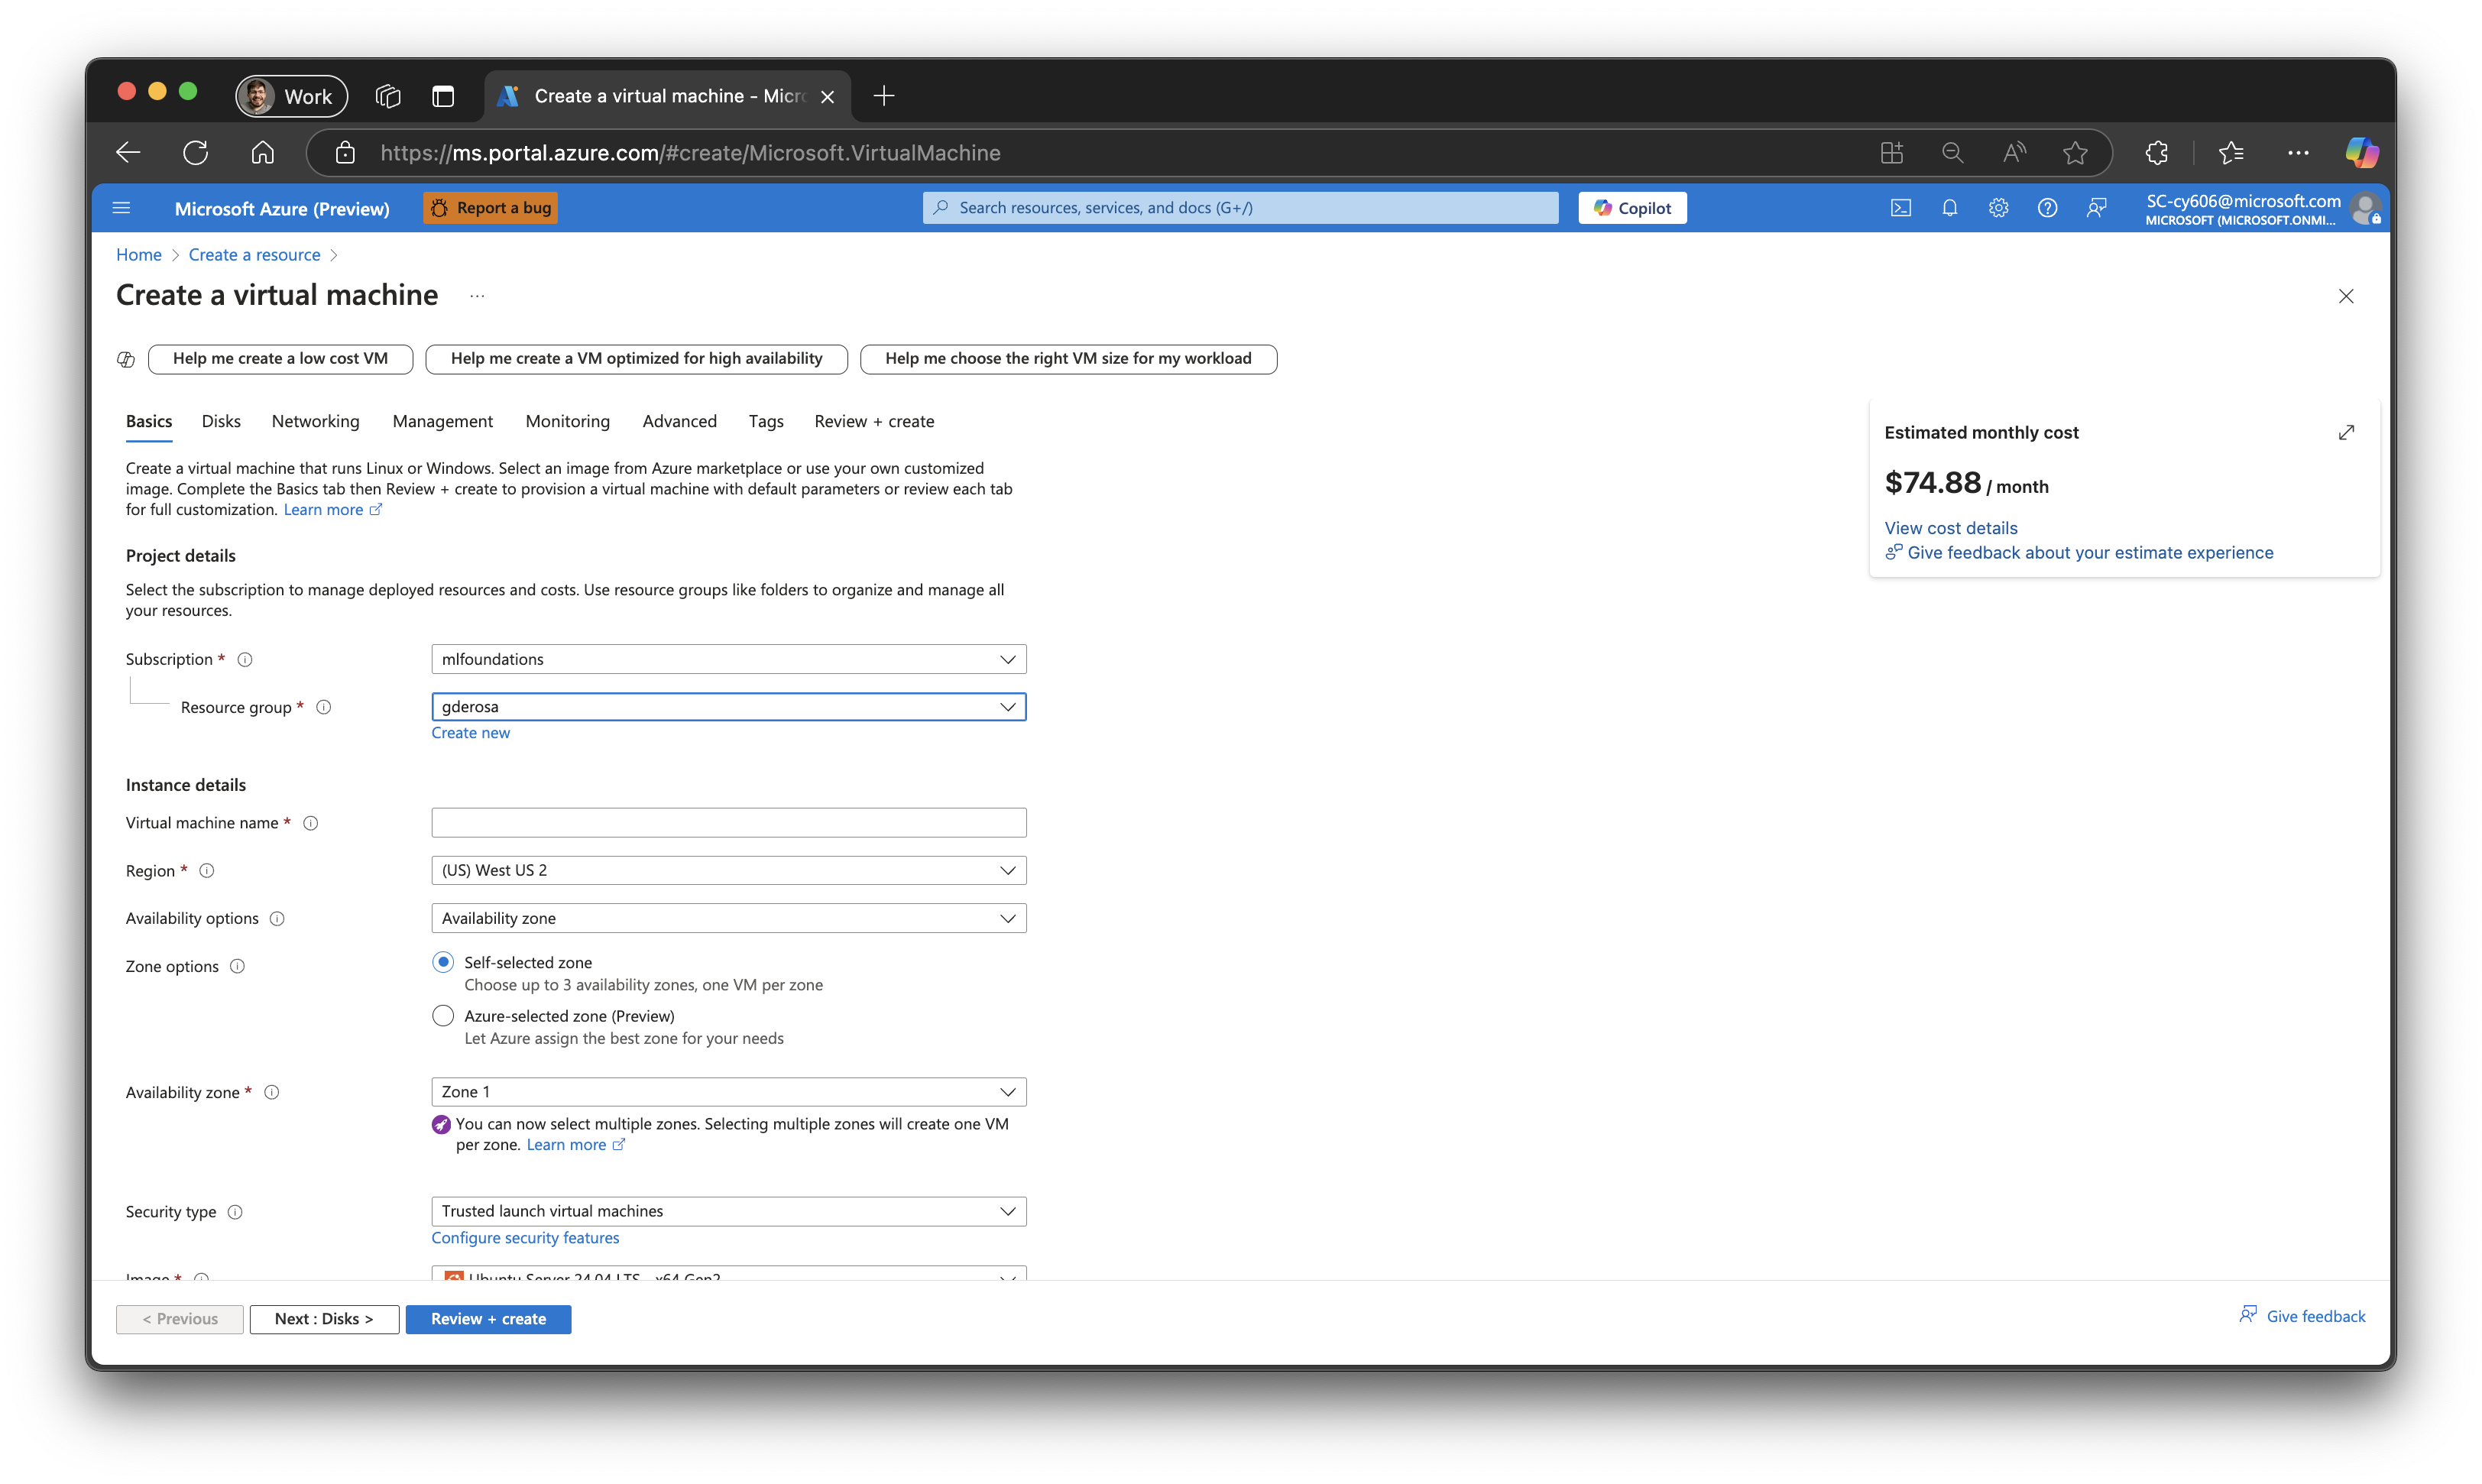 Work
Create a virtual machine - Micro
https://ms.portal.azure.com/#create/Microsoft.VirtualMachine
Microsoft Azure (Preview)
Report a bug
Search resources, services, and docs (G+/)
Copilot
SC-cy606@microsoft.com
MICROSOFT (MICROSOFT.ONMI...
Home > Create a resource >
Create a virtual machine ...
Help me create a low cost VM
Help me create a VM optimized for high availability
Help me choose the right VM size for my workload
Basics Disks Networking Management Monitoring Advanced Tags Review + create
Create a virtual machine that runs Linux or Windows. Select an image from Azure marketplace or use your own customized
image. Complete the Basics tab then Review + create to provision a virtual machine with default parameters or review each tab
for full customization. Learn more
Estimated monthly cost
$74.88 / month
View cost details
Give feedback about your estimate experience
Project details
Select the subscription to manage deployed resources and costs. Use resource groups like folders to organize and manage all
your resources.
Subscription *
mlfoundations
Resource group *
gderosa
Create new
Instance details
Virtual machine name *
Region *
(US) West US 2
Availability options
Availability zone
Zone options
Self-selected zone
Choose up to 3 availability zones, one VM per zone
Azure-selected zone (Preview)
Let Azure assign the best zone for your needs
Availability zone *
Zone 1
You can now select multiple zones. Selecting multiple zones will create one VM
per zone. Learn more
Security type
Trusted launch virtual machines
Configure security features
Image *
Ubuntu Server 24.04 LTS - x64 Gen2
< Previous
Next : Disks >
Review + create
Give feedback